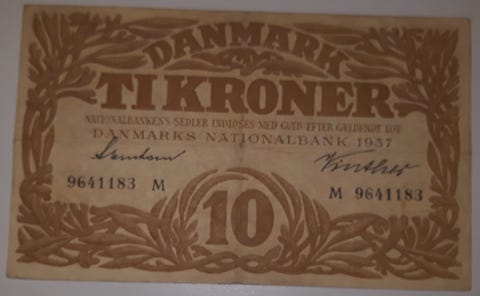 DANMARK
TI KRONER
NATIONALBANKENS SEDLER INDLØSES MED GULD EFTER GÆLDENDE LOV
DANMARKS NATIONALBANK 1937
9641183 M
M 9641183
10